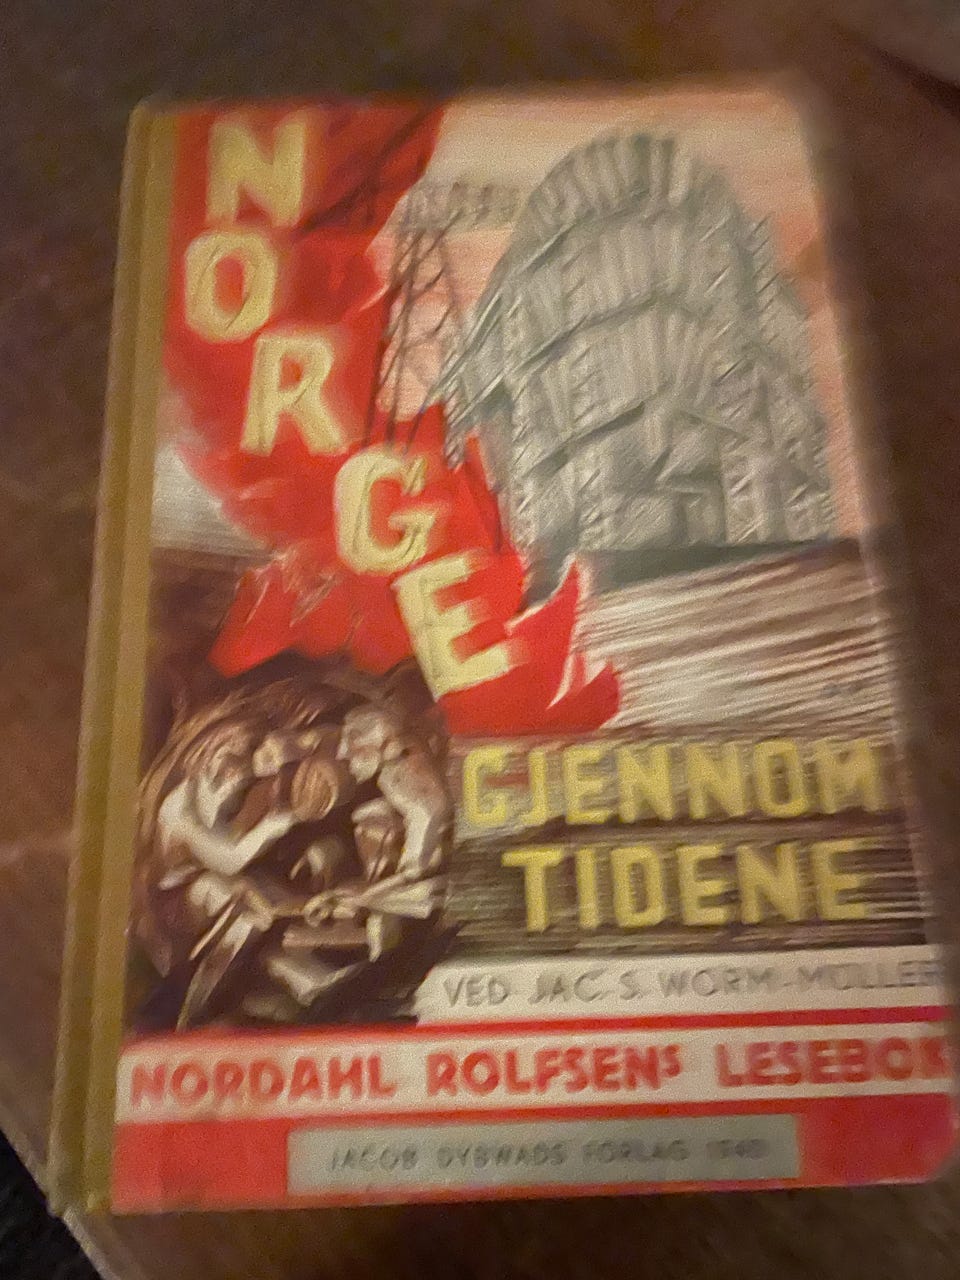 NORGE
GJENNOM
TIDENE
VED JAC. S. WORM-MÜLLER
NORDAHL ROLFSENS LESEBOK
JACOB DYBWADS FORLAG